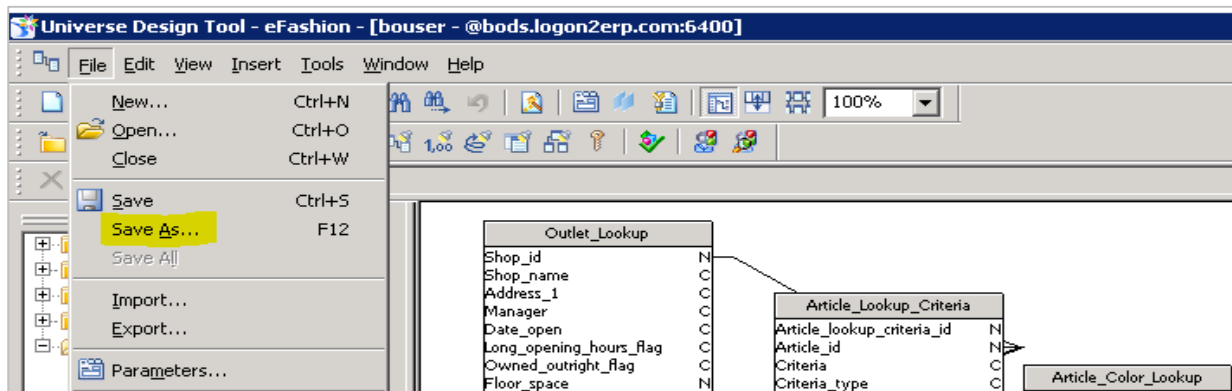 Universe Design Tool - eFashion - [bouser - @bods.logon2erp.com:6400]
File Edit View Insert Tools Window Help
New... Ctrl+N
100%
Open... Ctrl+O
1,00
Close Ctrl+W
Save Ctrl+S
Save As... F12
Save All
Import...
Export...
Parameters...
Outlet_Lookup
Shop_id N
Shop_name C
Address_1 C
Manager C
Date_open C
Long_opening_hours_flag C
Owned_outright_flag C
Floor_space N
Article_Lookup_Criteria
Article_lookup_criteria_id N
Article_id N
Criteria C
Criteria_type C
Article_Color_Lookup